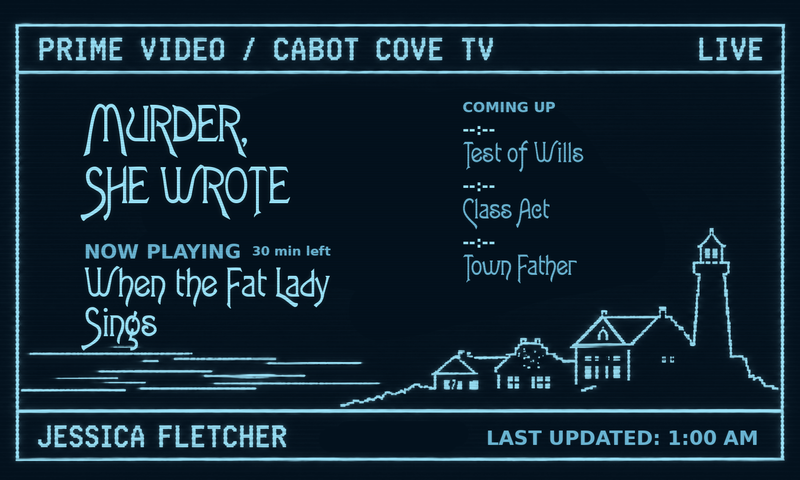 PRIME VIDEO / CABOT COVE TV
LIVE
MURDER,
SHE WROTE
NOW PLAYING 30 min left
When the Fat Lady
Sings
COMING UP
--:--
Test of Wills
--:--
Class Act
--:--
Town Father
JESSICA FLETCHER
LAST UPDATED: 1:00 AM